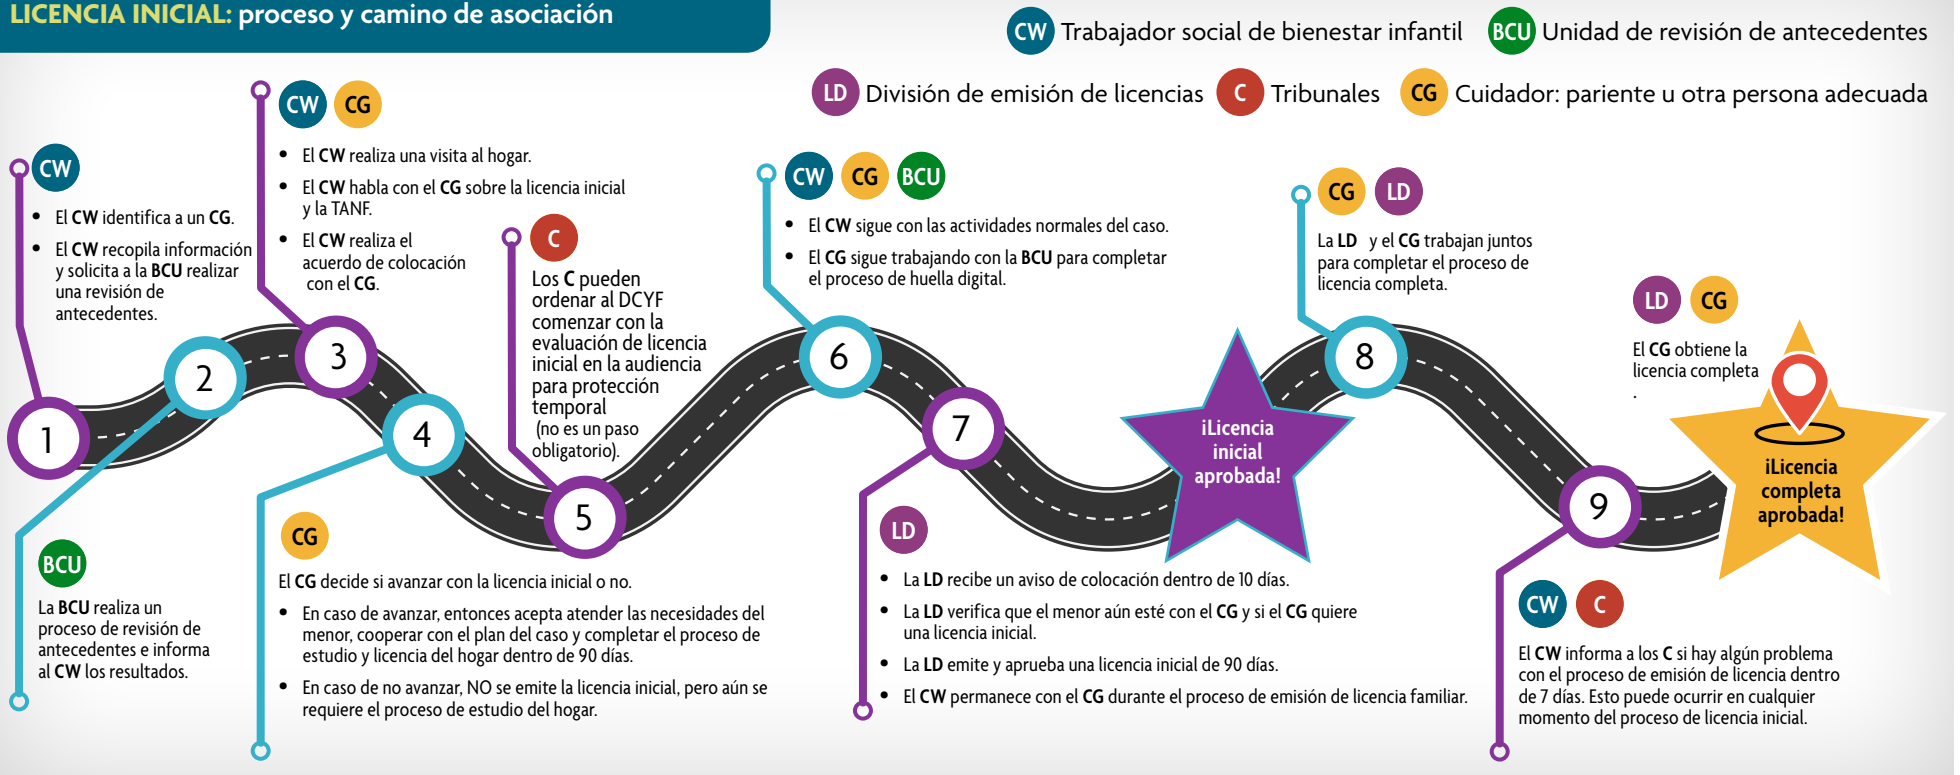 LICENCIA INICIAL: proceso y camino de asociación
CW Trabajador social de bienestar infantil
BCU Unidad de revisión de antecedentes
LD División de emisión de licencias
C Tribunales
CG Cuidador: pariente u otra persona adecuada
1
CW
• El CW identifica a un CG.
• El CW recopila información
y solicita a la BCU realizar
una revisión de
antecedentes.
2
BCU
La BCU realiza un
proceso de revisión de
antecedentes e informa
al CW los resultados.
3
CW CG
• El CW realiza una visita al hogar.
• El CW habla con el CG sobre la licencia inicial
y la TANF.
• El CW realiza el
acuerdo de colocación
con el CG.
4
CG
El CG decide si avanzar con la licencia inicial o no.
• En caso de avanzar, entonces acepta atender las necesidades del
menor, cooperar con el plan del caso y completar el proceso de
estudio y licencia del hogar dentro de 90 días.
• En caso de no avanzar, NO se emite la licencia inicial, pero aún se
requiere el proceso de estudio del hogar.
5
C
Los C pueden
ordenar al DCYF
comenzar con la
evaluación de licencia
inicial en la audiencia
para protección
temporal
(no es un paso
obligatorio).
6
CW CG BCU
• El CW sigue con las actividades normales del caso.
• El CG sigue trabajando con la BCU para completar
el proceso de huella digital.
7
LD
• La LD recibe un aviso de colocación dentro de 10 días.
• La LD verifica que el menor aún esté con el CG y si el CG quiere
una licencia inicial.
• La LD emite y aprueba una licencia inicial de 90 días.
• El CW permanece con el CG durante el proceso de emisión de licencia familiar.
¡Licencia
inicial
aprobada!
8
CG LD
La LD y el CG trabajan juntos
para completar el proceso de
licencia completa.
9
CW C
El CW informa a los C si hay algún problema
con el proceso de emisión de licencia dentro
de 7 días. Esto puede ocurrir en cualquier
momento del proceso de licencia inicial.
LD CG
El CG obtiene la
licencia completa
.
¡Licencia
completa
aprobada!